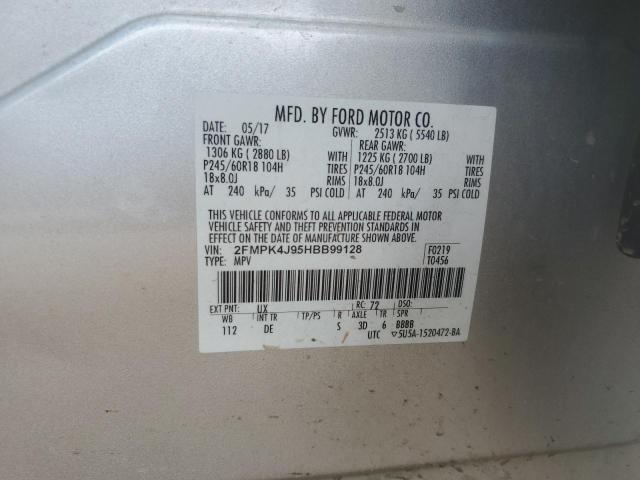 MFD. BY FORD MOTOR CO.
DATE: 05/17 GVWR: 2513 KG ( 5540 LB)
FRONT GAWR: REAR GAWR:
1306 KG ( 2880 LB) WITH 1225 KG ( 2700 LB) WITH
P245/60R18 104H TIRES P245/60R18 104H TIRES
18x8.0J RIMS 18x8.0J RIMS
AT 240 kPa/ 35 PSI COLD AT 240 kPa/ 35 PSI COLD
THIS VEHICLE CONFORMS TO ALL APPLICABLE FEDERAL MOTOR
VEHICLE SAFETY AND THEFT PREVENTION STANDARDS IN
EFFECT ON THE DATE OF MANUFACTURE SHOWN ABOVE.
VIN: 2FMPK4J95HBB99128 F0219
TYPE: MPV T0456
EXT PNT: UX RC: 72 DSO:
WB INT TR TP/PS R AXLE TR SPR
112 DE S 3D 6 BBBB
UTC ▽5U5A-1520472-BA